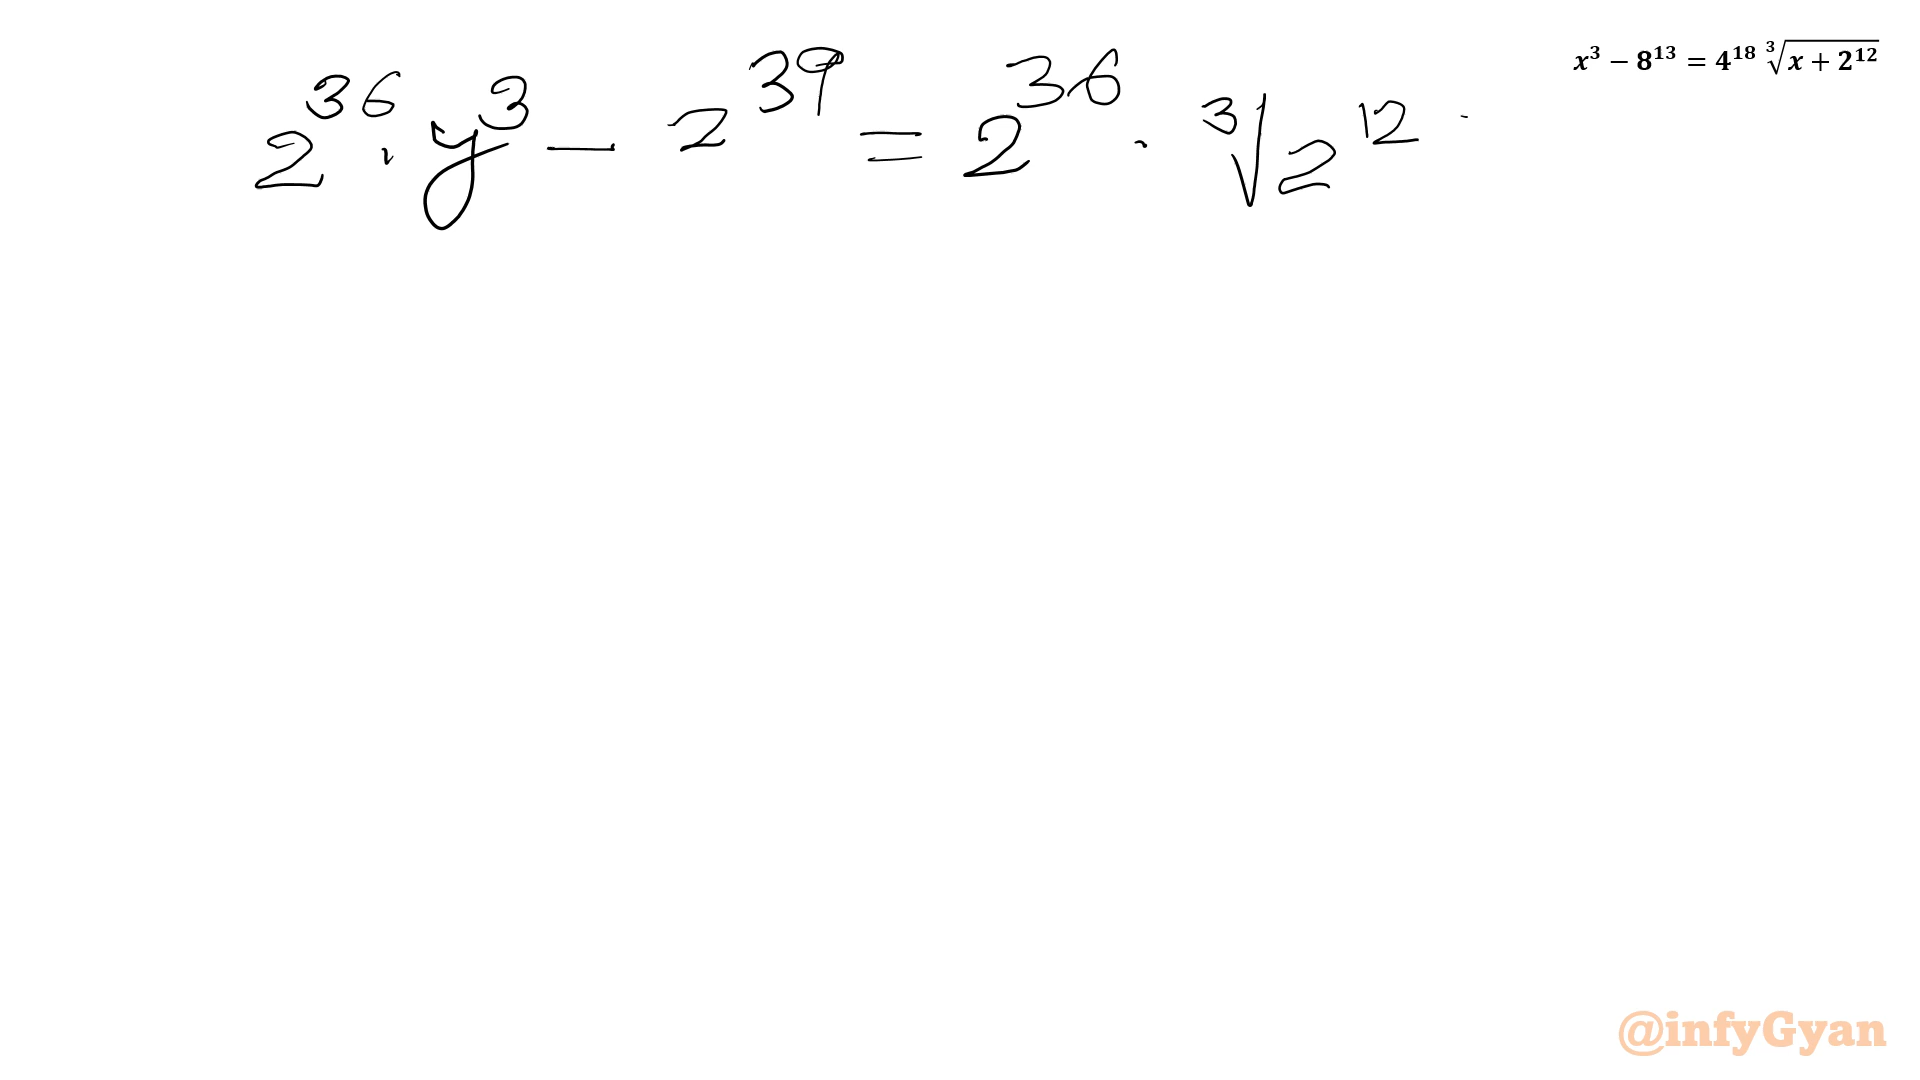 x³ − 8¹³ = 4¹⁸ ∛(x + 2¹²)
2³⁶ · y³ − 2³⁹ = 2³⁶ · ∛2¹² ·
@infyGyan